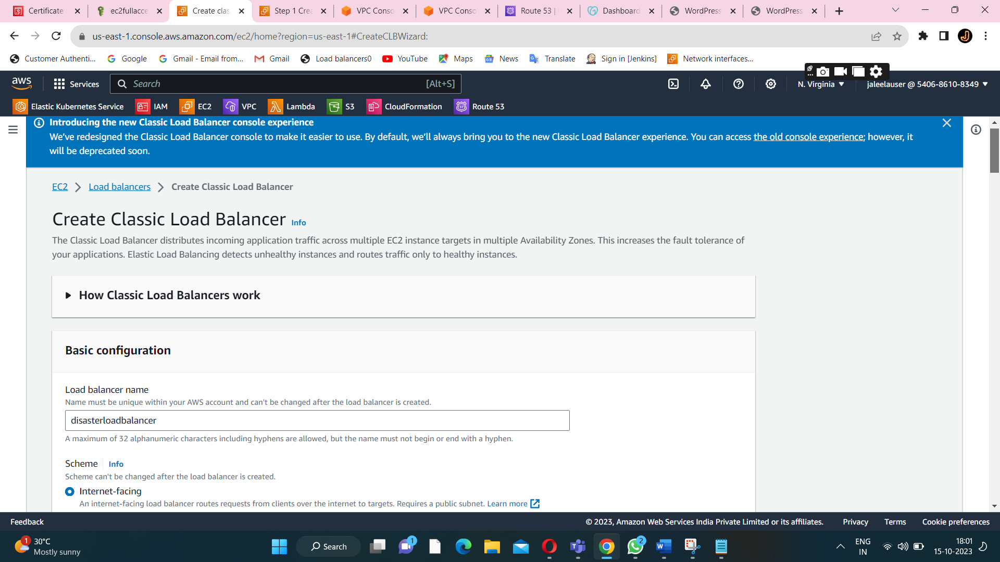 Certificate
ec2fullacce
Create clas
Step 1 Crea
VPC Conso
VPC Conso
Route 53 |
Dashboard
WordPress
WordPress
us-east-1.console.aws.amazon.com/ec2/home?region=us-east-1#CreateCLBWizard:
Customer Authenti...
Google
Gmail - Email from...
Gmail
Load balancers0
YouTube
Maps
News
Translate
Sign in [Jenkins]
Network interfaces...
aws
Services
Search
[Alt+S]
N. Virginia
jaleelauser @ 5406-8610-8349
Elastic Kubernetes Service
IAM
EC2
VPC
Lambda
S3
CloudFormation
Route 53
Introducing the new Classic Load Balancer console experience
We've redesigned the Classic Load Balancer console to make it easier to use. By default, we'll always bring you to the new Classic Load Balancer experience. You can access the old console experience; however, it
will be deprecated soon.
EC2 > Load balancers > Create Classic Load Balancer
Create Classic Load Balancer Info
The Classic Load Balancer distributes incoming application traffic across multiple EC2 instance targets in multiple Availability Zones. This increases the fault tolerance of
your applications. Elastic Load Balancing detects unhealthy instances and routes traffic only to healthy instances.
How Classic Load Balancers work
Basic configuration
Load balancer name
Name must be unique within your AWS account and can't be changed after the load balancer is created.
disasterloadbalancer
A maximum of 32 alphanumeric characters including hyphens are allowed, but the name must not begin or end with a hyphen.
Scheme Info
Scheme can't be changed after the load balancer is created.
Internet-facing
An internet-facing load balancer routes requests from clients over the internet to targets. Requires a public subnet. Learn more
Feedback
© 2023, Amazon Web Services India Private Limited or its affiliates.
Privacy
Terms
Cookie preferences
1
30°C
Mostly sunny
Search
1
2
ENG
IN
18:01
15-10-2023